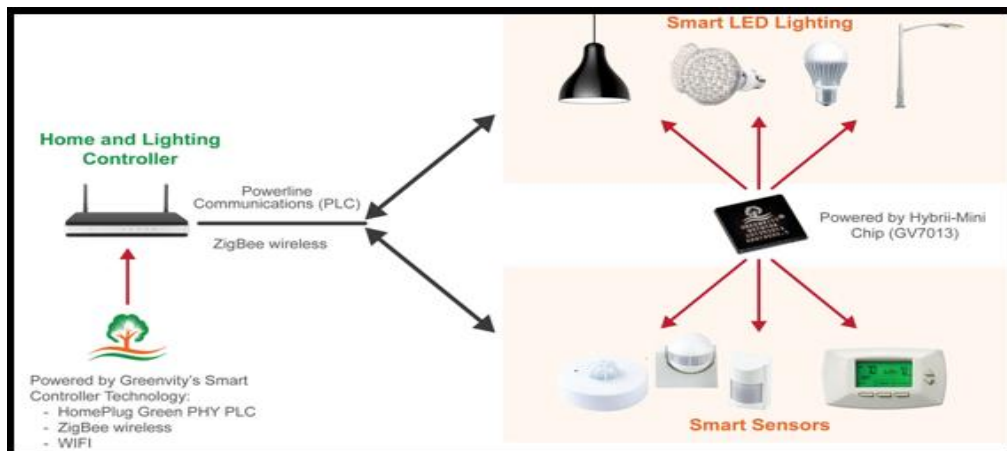 Smart LED Lighting
Home and Lighting
Controller
Powerline
Communications (PLC)
ZigBee wireless
Powered by Hybrii-Mini
Chip (GV7013)
Powered by Greenvity's Smart
Controller Technology:
- HomePlug Green PHY PLC
- ZigBee wireless
- WIFI
Smart Sensors